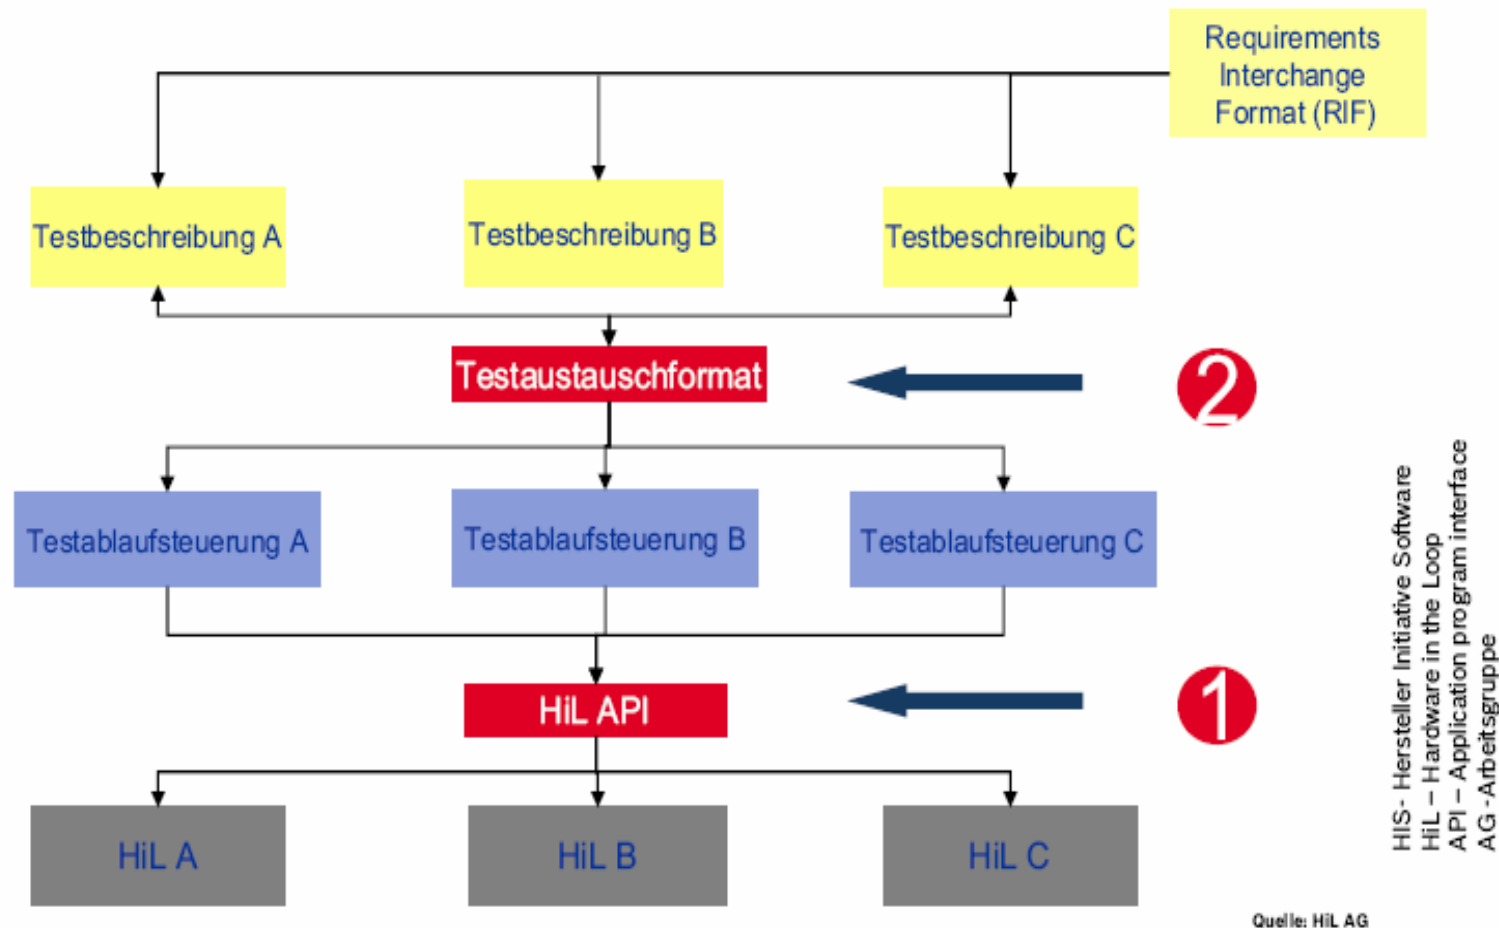 Requirements
Interchange
Format (RIF)
Testbeschreibung A
Testbeschreibung B
Testbeschreibung C
Testaustauschformat
2
Testablaufsteuerung A
Testablaufsteuerung B
Testablaufsteuerung C
HiL API
1
HiL A
HiL B
HiL C
HIS- Hersteller Initiative Software
HiL – Hardware in the Loop
API – Application program interface
AG -Arbeitsgruppe
Quelle: HiL AG